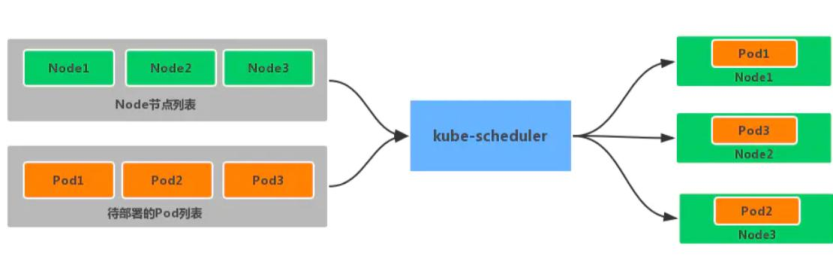 Node1
Node2
Node3
Node节点列表
Pod1
Pod2
Pod3
待部署的Pod列表
kube-scheduler
Pod1
Node1
Pod3
Node2
Pod2
Node3